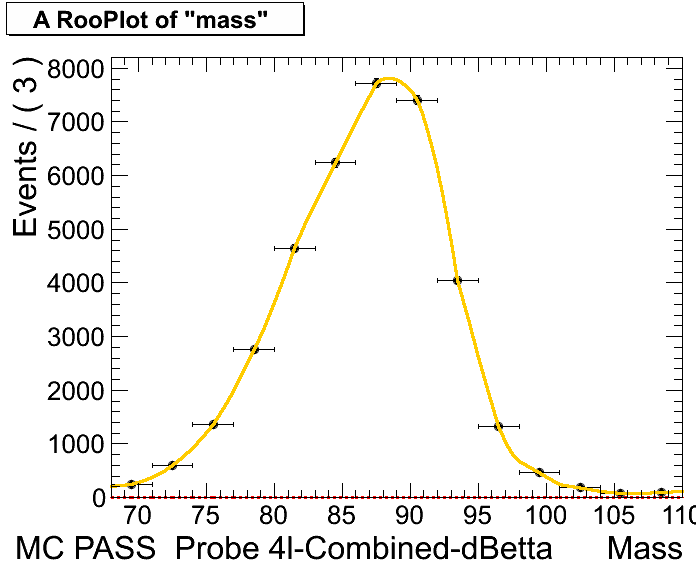 A RooPlot of "mass"
Events / ( 3 )
8000
7000
6000
5000
4000
3000
2000
1000
0
70 75 80 85 90 95 100 105 110
MC PASS Probe 4l-Combined-dBetta Mass